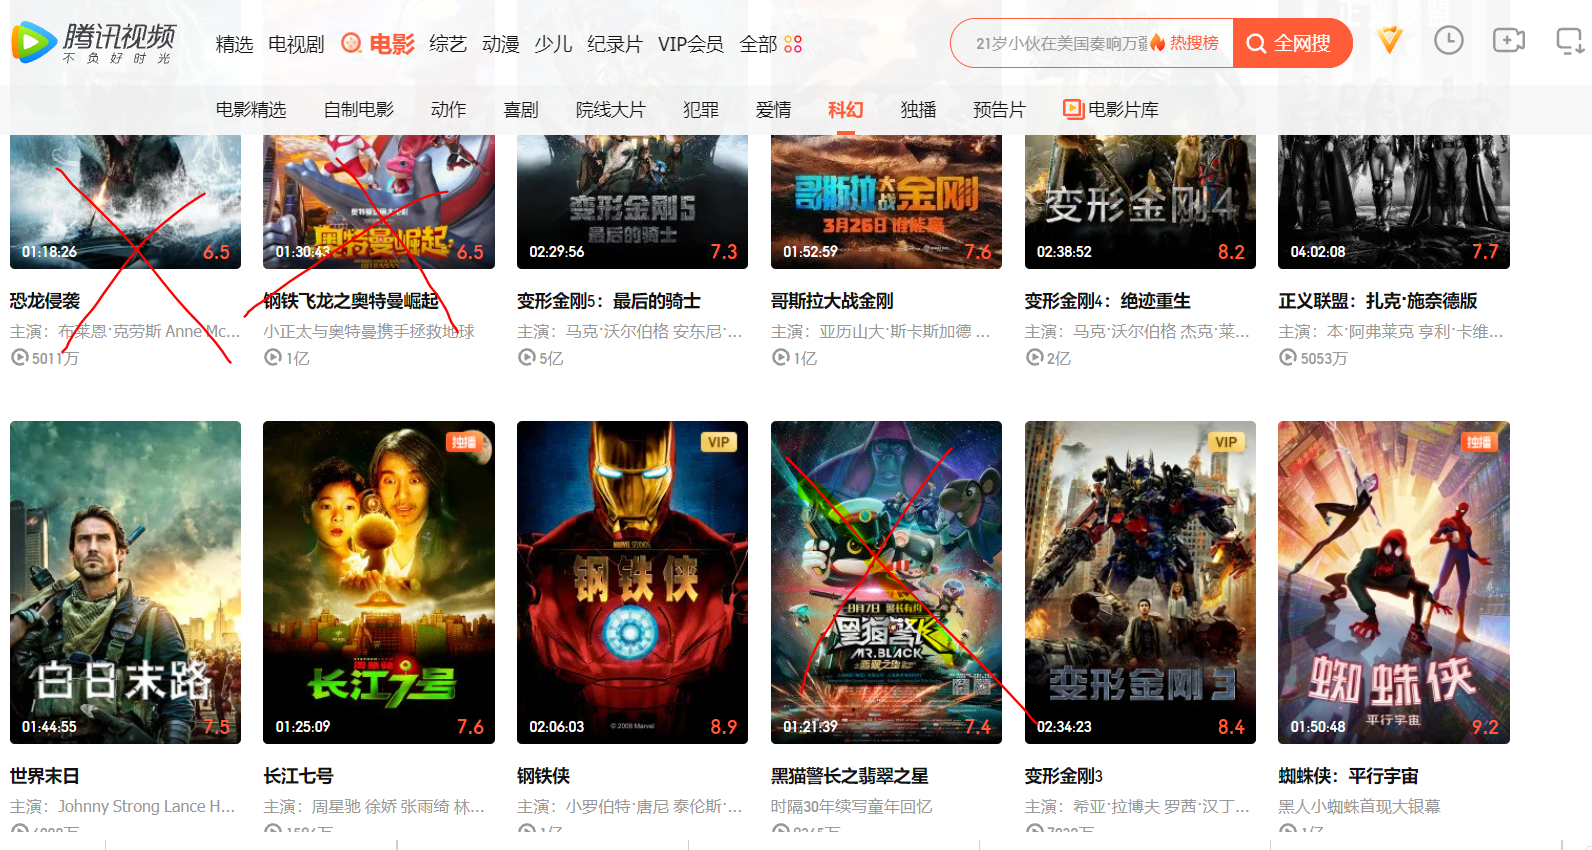 腾讯视频
不负好时光
精选 电视剧 电影 综艺 动漫 少儿 纪录片 VIP会员 全部
21岁小伙在美国奏响万 热搜榜 全网搜
电影精选 自制电影 动作 喜剧 院线大片 犯罪 爱情 科幻 独播 预告片 电影片库
奥特曼崛起
变形金刚5
最后的骑士
哥斯拉大战金刚
3月26日 谁能赢
变形金刚4
01:18:26 6.5
01:30:43 6.5
02:29:56 7.3
01:52:59 7.6
02:38:52 8.2
04:02:08 7.7
恐龙侵袭
主演：布莱恩·克劳斯 Anne Mc...
5011万
钢铁飞龙之奥特曼崛起
小正太与奥特曼携手拯救地球
1亿
变形金刚5：最后的骑士
主演：马克·沃尔伯格 安东尼·...
5亿
哥斯拉大战金刚
主演：亚历山大·斯卡斯加德 ...
1亿
变形金刚4：绝迹重生
主演：马克·沃尔伯格 杰克·莱...
2亿
正义联盟：扎克·施奈德版
主演：本·阿弗莱克 亨利·卡维...
5053万
白日末路
01:44:55 7.5
独播
长江7号
01:25:09 7.6
VIP
MARVEL STUDIOS
钢铁侠
© 2008 Marvel
02:06:03 8.9
8月7日 警长有约
黑猫警长
MR.BLACK
之翡翠之星
01:21:39 7.4
VIP
变形金刚3
02:34:23 8.4
独播
蜘蛛侠
平行宇宙
01:50:48 9.2
世界末日
主演：Johnny Strong Lance H...
长江七号
主演：周星驰 徐娇 张雨绮 林...
钢铁侠
主演：小罗伯特·唐尼 泰伦斯·...
黑猫警长之翡翠之星
时隔30年续写童年回忆
变形金刚3
主演：希亚·拉博夫 罗茜·汉丁...
蜘蛛侠：平行宇宙
黑人小蜘蛛首现大银幕